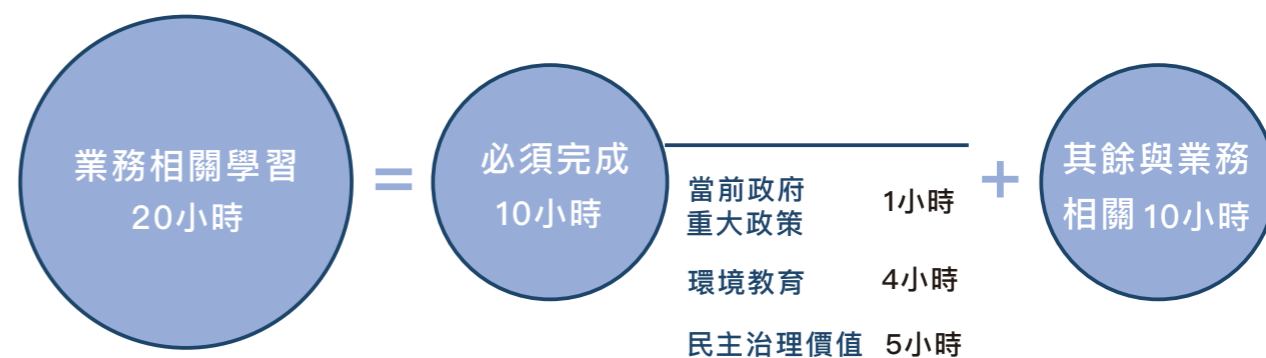 業務相關學習
20小時
=
必須完成
10小時
當前政府
重大政策
1小時
環境教育
4小時
民主治理價值
5小時
+
其餘與業務
相關10小時